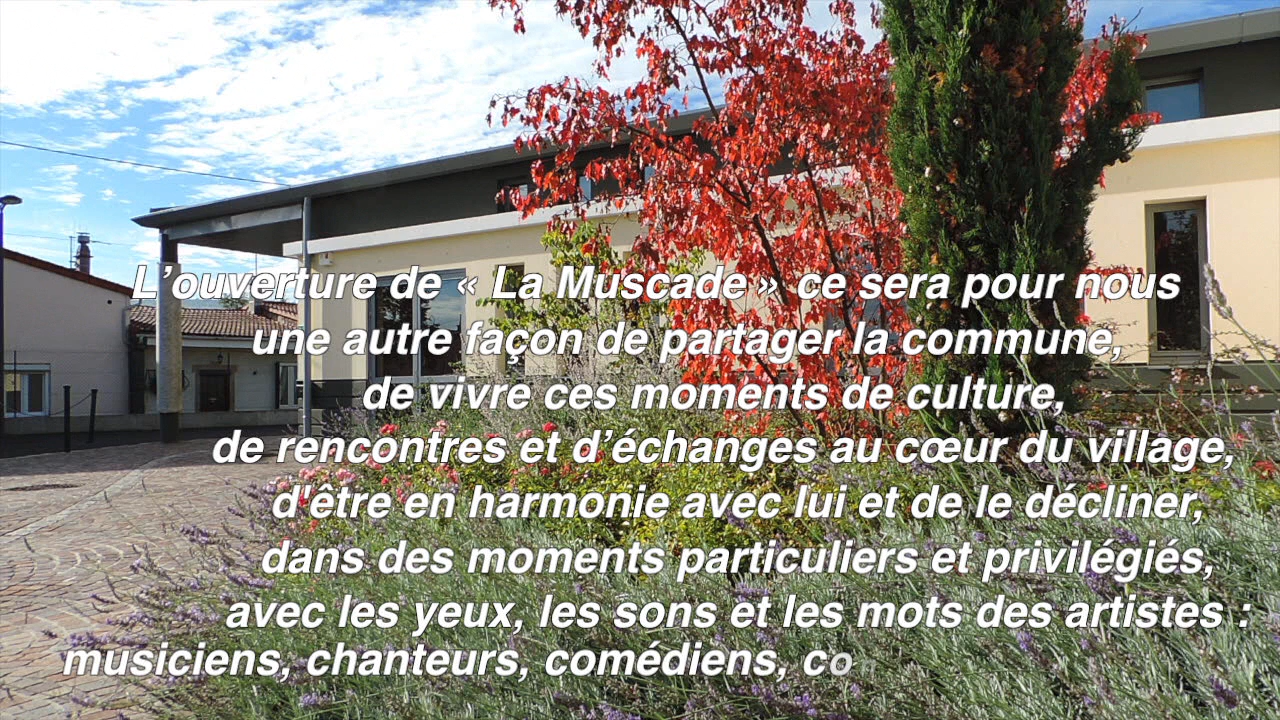 L’ouverture de « La Muscade » ce sera pour nous
une autre façon de partager la commune,
de vivre ces moments de culture,
de rencontres et d’échanges au cœur du village,
d'être en harmonie avec lui et de le décliner,
dans des moments particuliers et privilégiés,
avec les yeux, les sons et les mots des artistes :
musiciens, chanteurs, comédiens,